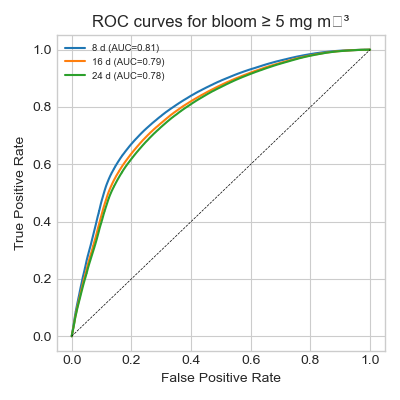 ROC curves for bloom ≥ 5 mg m□³
8 d (AUC=0.81)
16 d (AUC=0.79)
24 d (AUC=0.78)
1.0
0.8
0.6
0.4
0.2
0.0
True Positive Rate
0.0 0.2 0.4 0.6 0.8 1.0
False Positive Rate